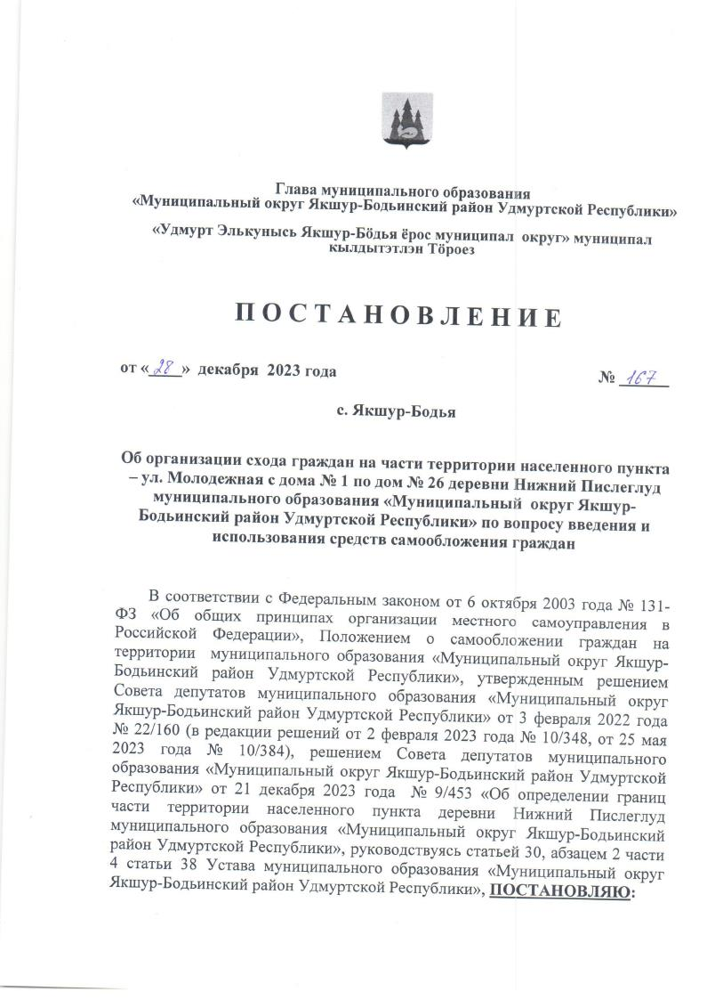 Глава муниципального образования
«Муниципальный округ Якшур-Бодьинский район Удмуртской Республики»
«Удмурт Элькунысь Якшур-Бӧдья ёрос муниципал округ» муниципал
кылдытэтлэн Тӧроез
П О С Т А Н О В Л Е Н И Е
от «28» декабря 2023 года
№ 167
с. Якшур-Бодья
Об организации схода граждан на части территории населенного пункта
– ул. Молодежная с дома № 1 по дом № 26 деревни Нижний Пислеглуд
муниципального образования «Муниципальный округ Якшур-
Бодьинский район Удмуртской Республики» по вопросу введения и
использования средств самообложения граждан
В соответствии с Федеральным законом от 6 октября 2003 года № 131-
ФЗ «Об общих принципах организации местного самоуправления в
Российской Федерации», Положением о самообложении граждан на
территории муниципального образования «Муниципальный округ Якшур-
Бодьинский район Удмуртской Республики», утвержденным решением
Совета депутатов муниципального образования «Муниципальный округ
Якшур-Бодьинский район Удмуртской Республики» от 3 февраля 2022 года
№ 22/160 (в редакции решений от 2 февраля 2023 года № 10/348, от 25 мая
2023 года № 10/384), решением Совета депутатов муниципального
образования «Муниципальный округ Якшур-Бодьинский район Удмуртской
Республики» от 21 декабря 2023 года № 9/453 «Об определении границ
части территории населенного пункта деревни Нижний Пислеглуд
муниципального образования «Муниципальный округ Якшур-Бодьинский
район Удмуртской Республики», руководствуясь статьей 30, абзацем 2 части
4 статьи 38 Устава муниципального образования «Муниципальный округ
Якшур-Бодьинский район Удмуртской Республики», ПОСТАНОВЛЯЮ: